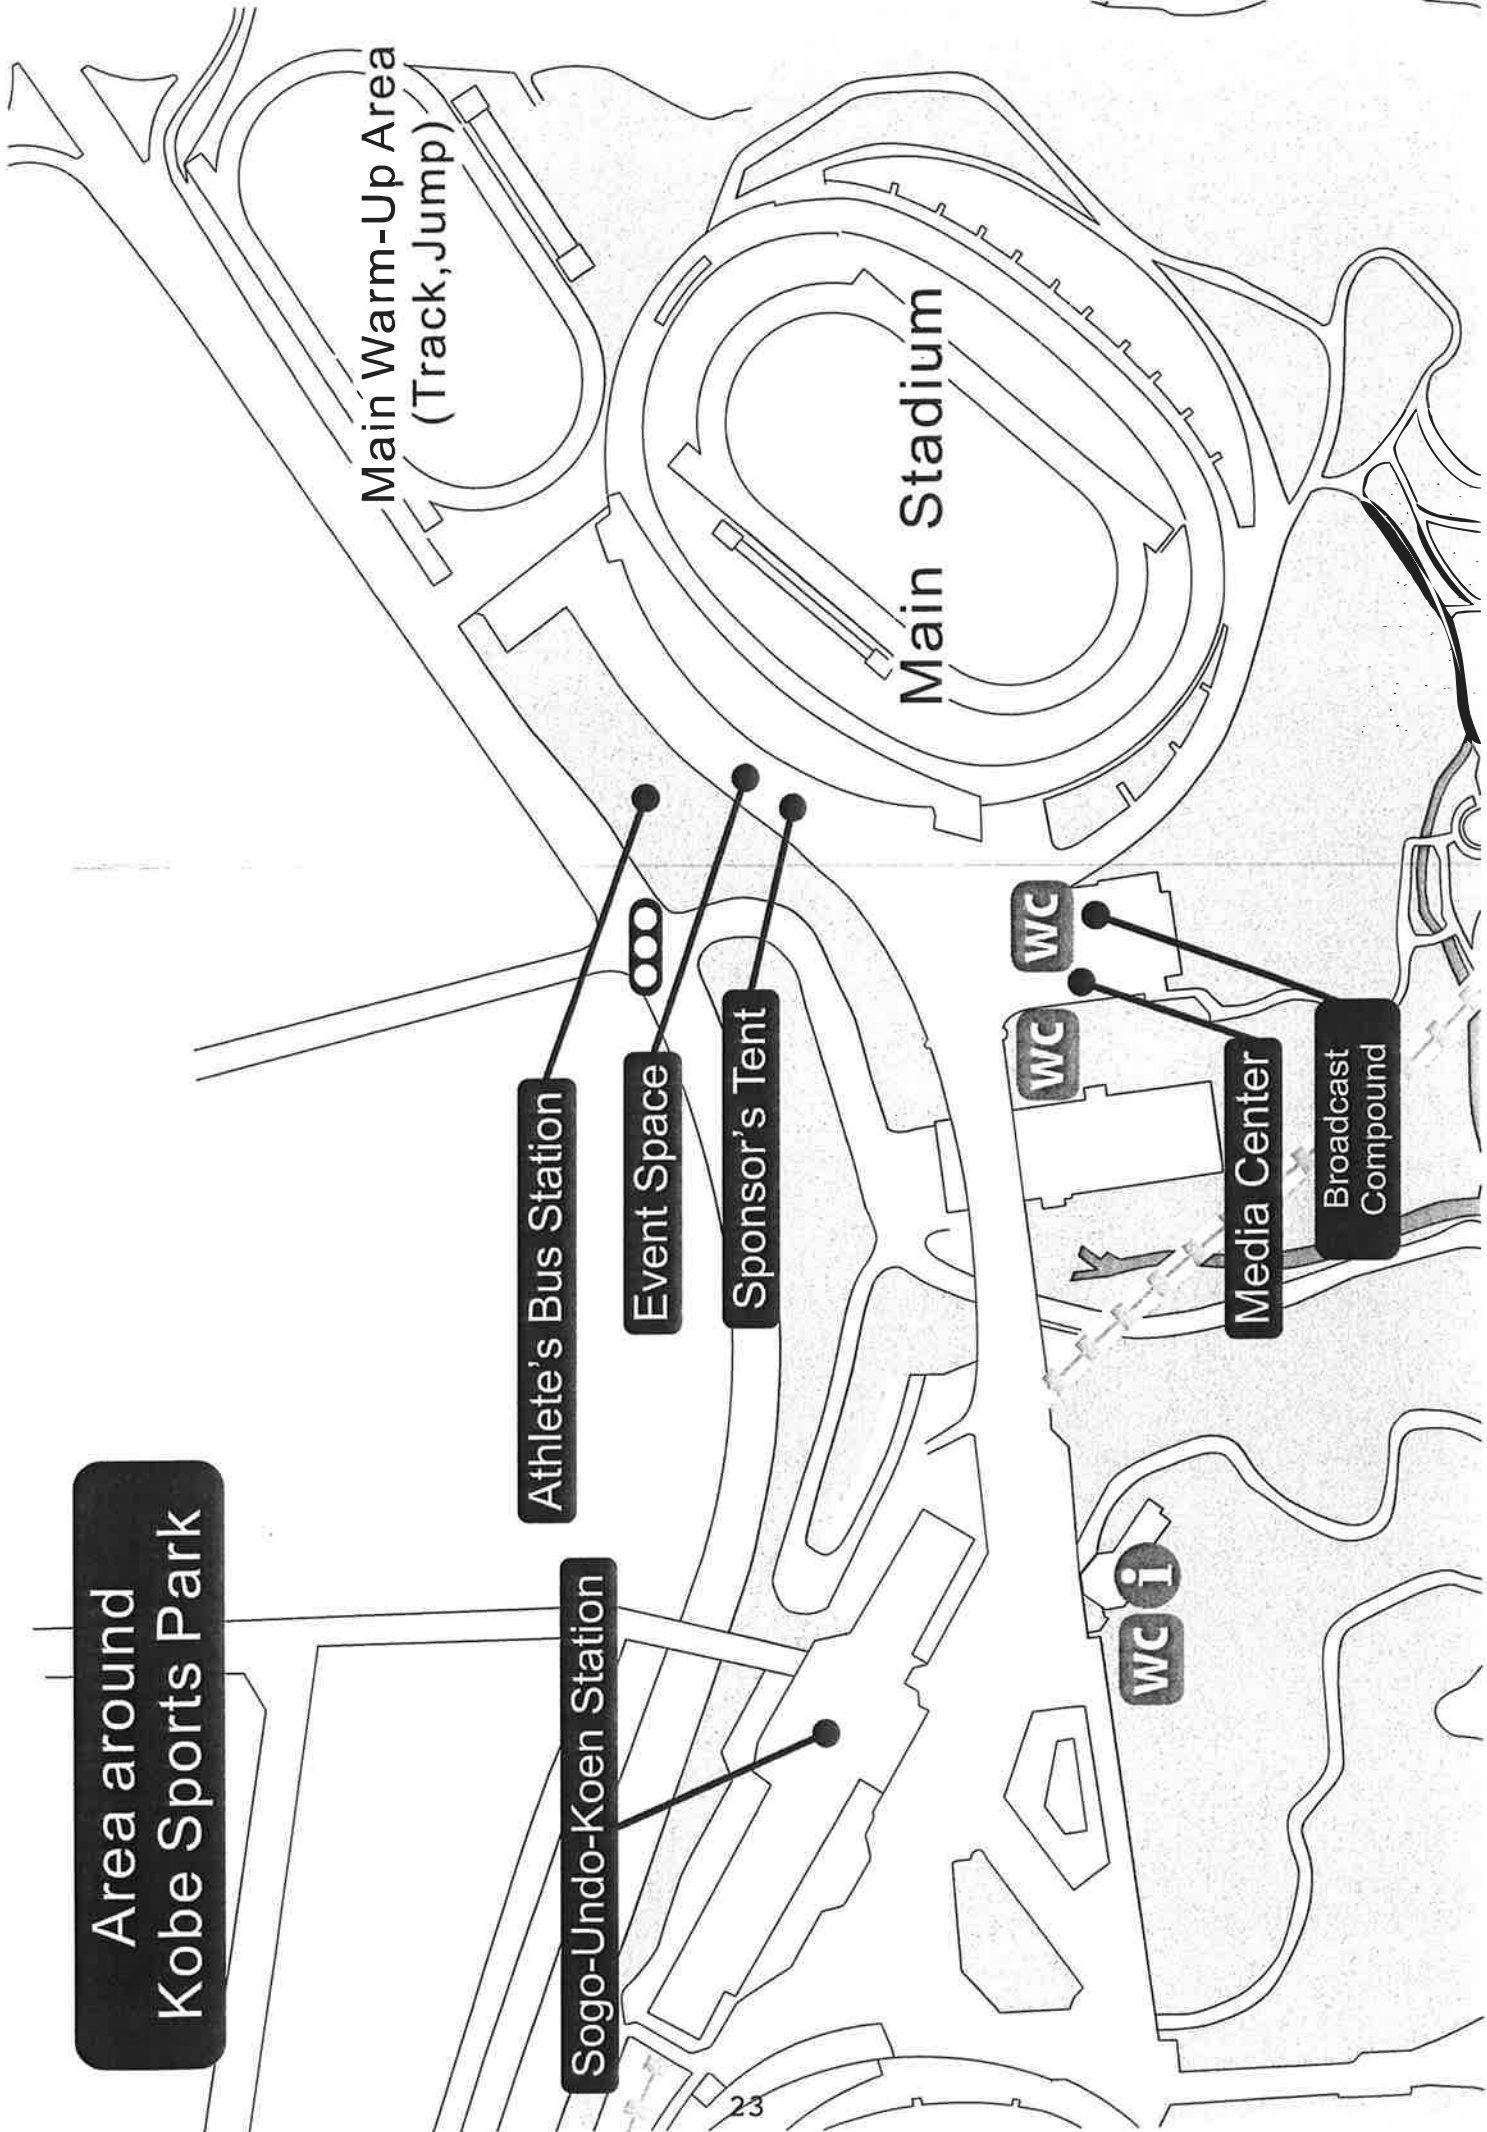 Area around
Kobe Sports Park
Main Warm-Up Area
(Track,Jump)
Athlete's Bus Station
Event Space
Sponsor's Tent
Sogo-Undo-Koen Station
Main Stadium
WC
WC
Media Center
Broadcast
Compound
WC
i
23